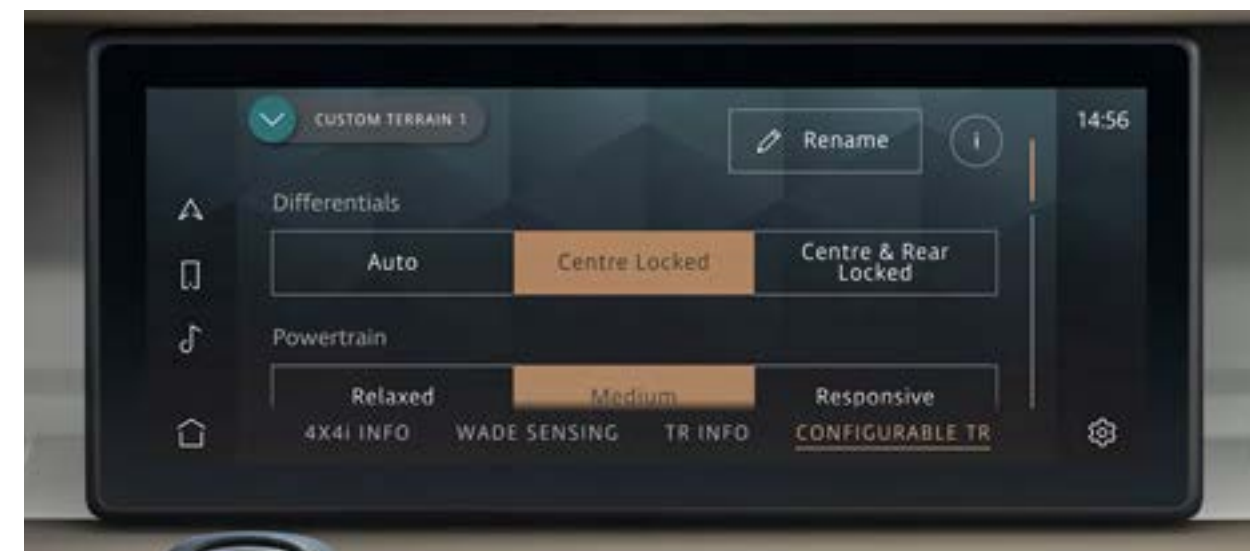 CUSTOM TERRAIN 1
Rename
i
14:56
Differentials
Auto
Centre Locked
Centre & Rear
Locked
Powertrain
Relaxed
Medium
Responsive
4X4i INFO
WADE SENSING
TR INFO
CONFIGURABLE TR